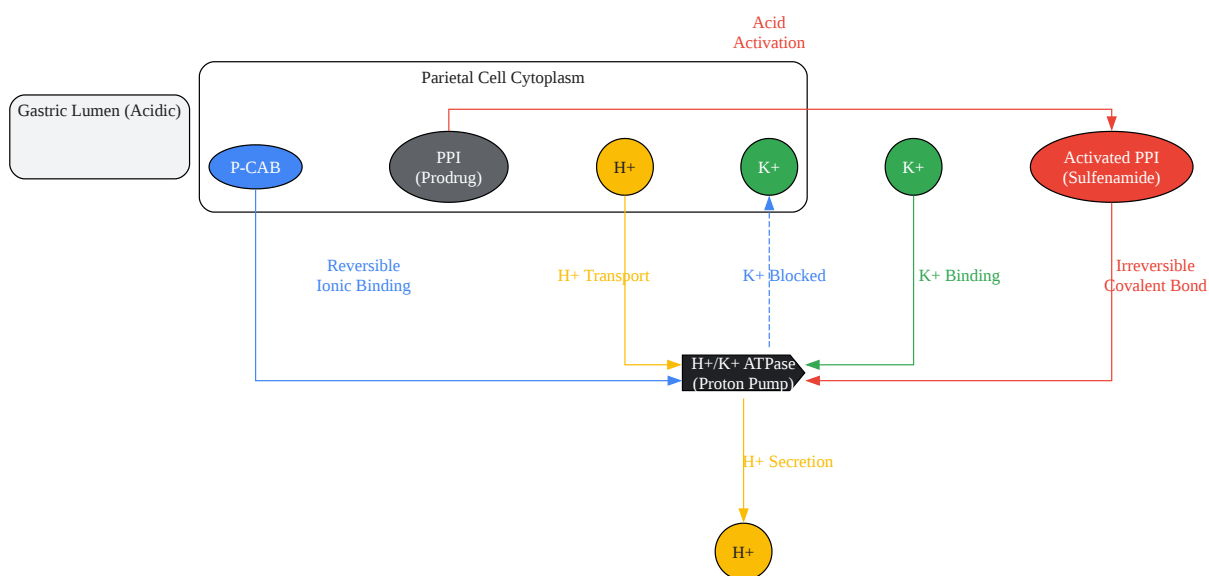 Acid
Activation
Parietal Cell Cytoplasm
Gastric Lumen (Acidic)
P-CAB
PPI
(Prodrug)
H+
K+
K+
Activated PPI
(Sulfenamide)
Reversible
Ionic Binding
H+ Transport
K+ Blocked
K+ Binding
Irreversible
Covalent Bond
H+/K+ ATPase
(Proton Pump)
H+ Secretion
H+